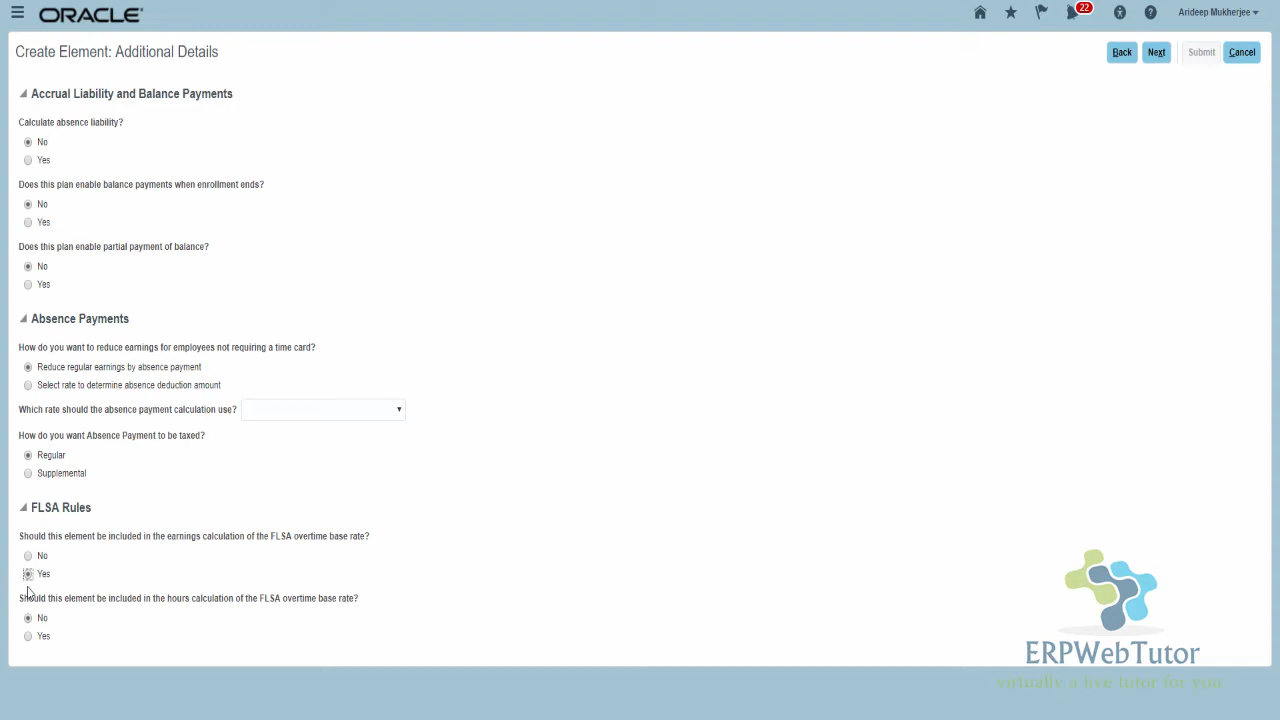 ORACLE
22
Arideep Mukherjee
Create Element: Additional Details
Back Next Submit Cancel
Accrual Liability and Balance Payments
Calculate absence liability?
No
Yes
Does this plan enable balance payments when enrollment ends?
No
Yes
Does this plan enable partial payment of balance?
No
Yes
Absence Payments
How do you want to reduce earnings for employees not requiring a time card?
Reduce regular earnings by absence payment
Select rate to determine absence deduction amount
Which rate should the absence payment calculation use?
How do you want Absence Payment to be taxed?
Regular
Supplemental
FLSA Rules
Should this element be included in the earnings calculation of the FLSA overtime base rate?
No
Yes
Should this element be included in the hours calculation of the FLSA overtime base rate?
No
Yes
ERPWebTutor
virtually a live tutor for you